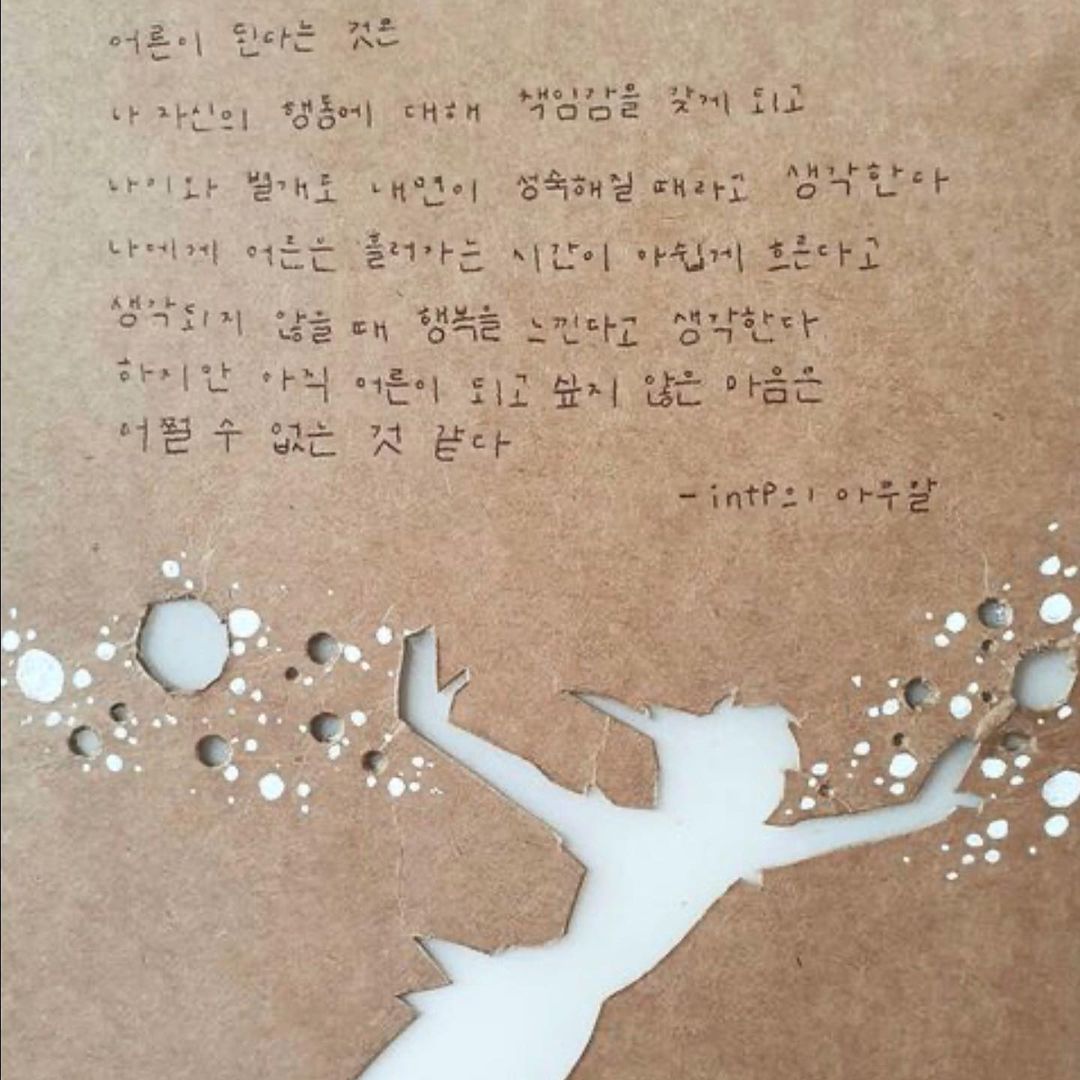 어른이 된다는 것은
나 자신의 행동에 대해 책임감을 갖게 되고
나이와 별개도 내면이 성숙해질 때라고 생각한다
나에게 어른은 흘러가는 시간이 아쉽게 흐른다고
생각되지 않을 때 행복을 느낀다고 생각한다
하지만 아직 어른이 되고 싶지 않은 마음은
어쩔 수 없는 것 같다
- intP의 아무말